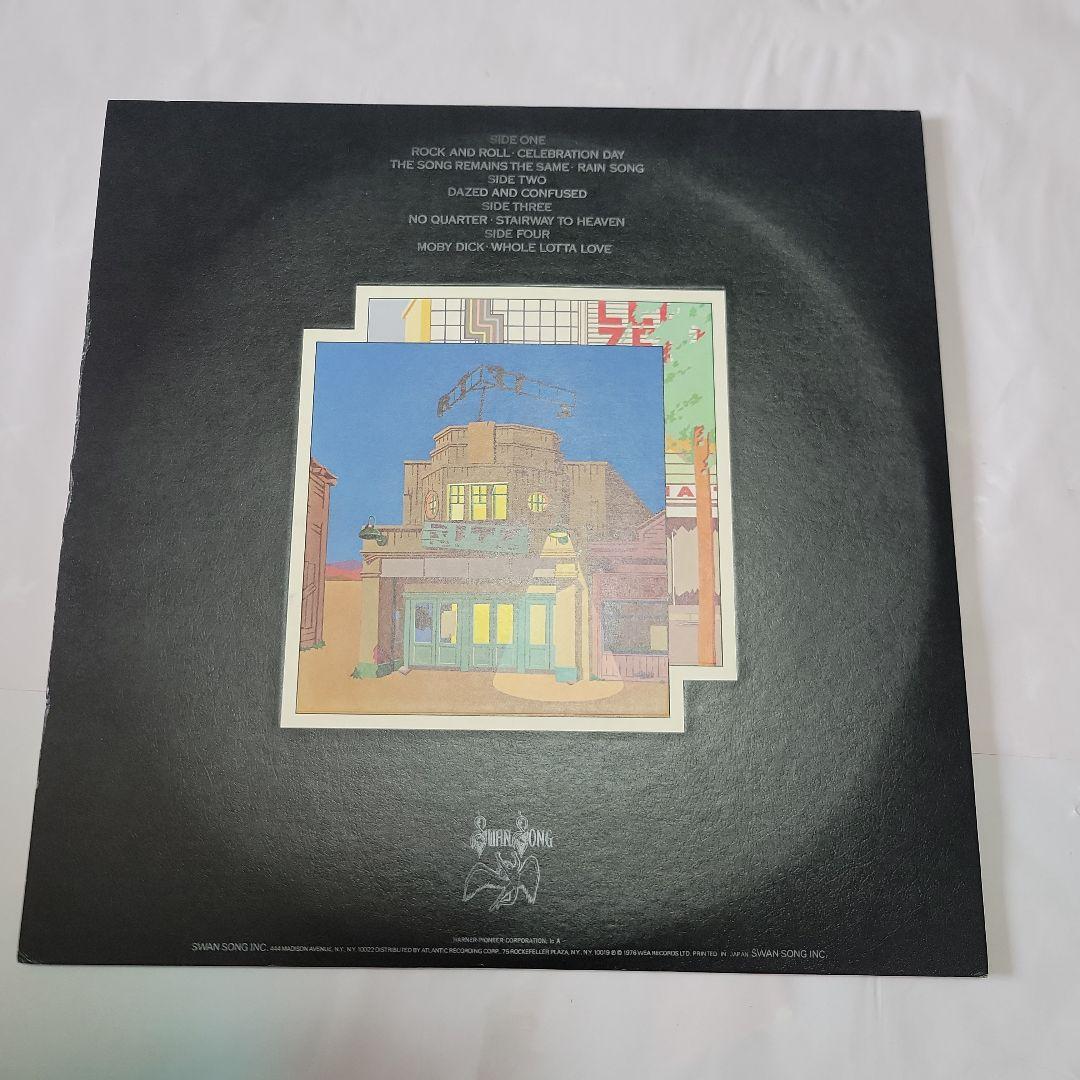 SIDE ONE
ROCK AND ROLL · CELEBRATION DAY
THE SONG REMAINS THE SAME · RAIN SONG
SIDE TWO
DAZED AND CONFUSED
SIDE THREE
NO QUARTER · STAIRWAY TO HEAVEN
SIDE FOUR
MOBY DICK · WHOLE LOTTA LOVE
RITZ
SWAN SONG
WARNER-PIONEER CORPORATION,
SWAN SONG INC. 444 MADISON AVENUE, N.Y., N.Y. 10022 DISTRIBUTED BY ATLANTIC RECORDING CORP., 75 ROCKEFELLER PLAZA, N.Y., N.Y. 10019 ℗ © 1976 WEA RECORDS LTD. PRINTED IN JAPAN SWAN SONG INC.